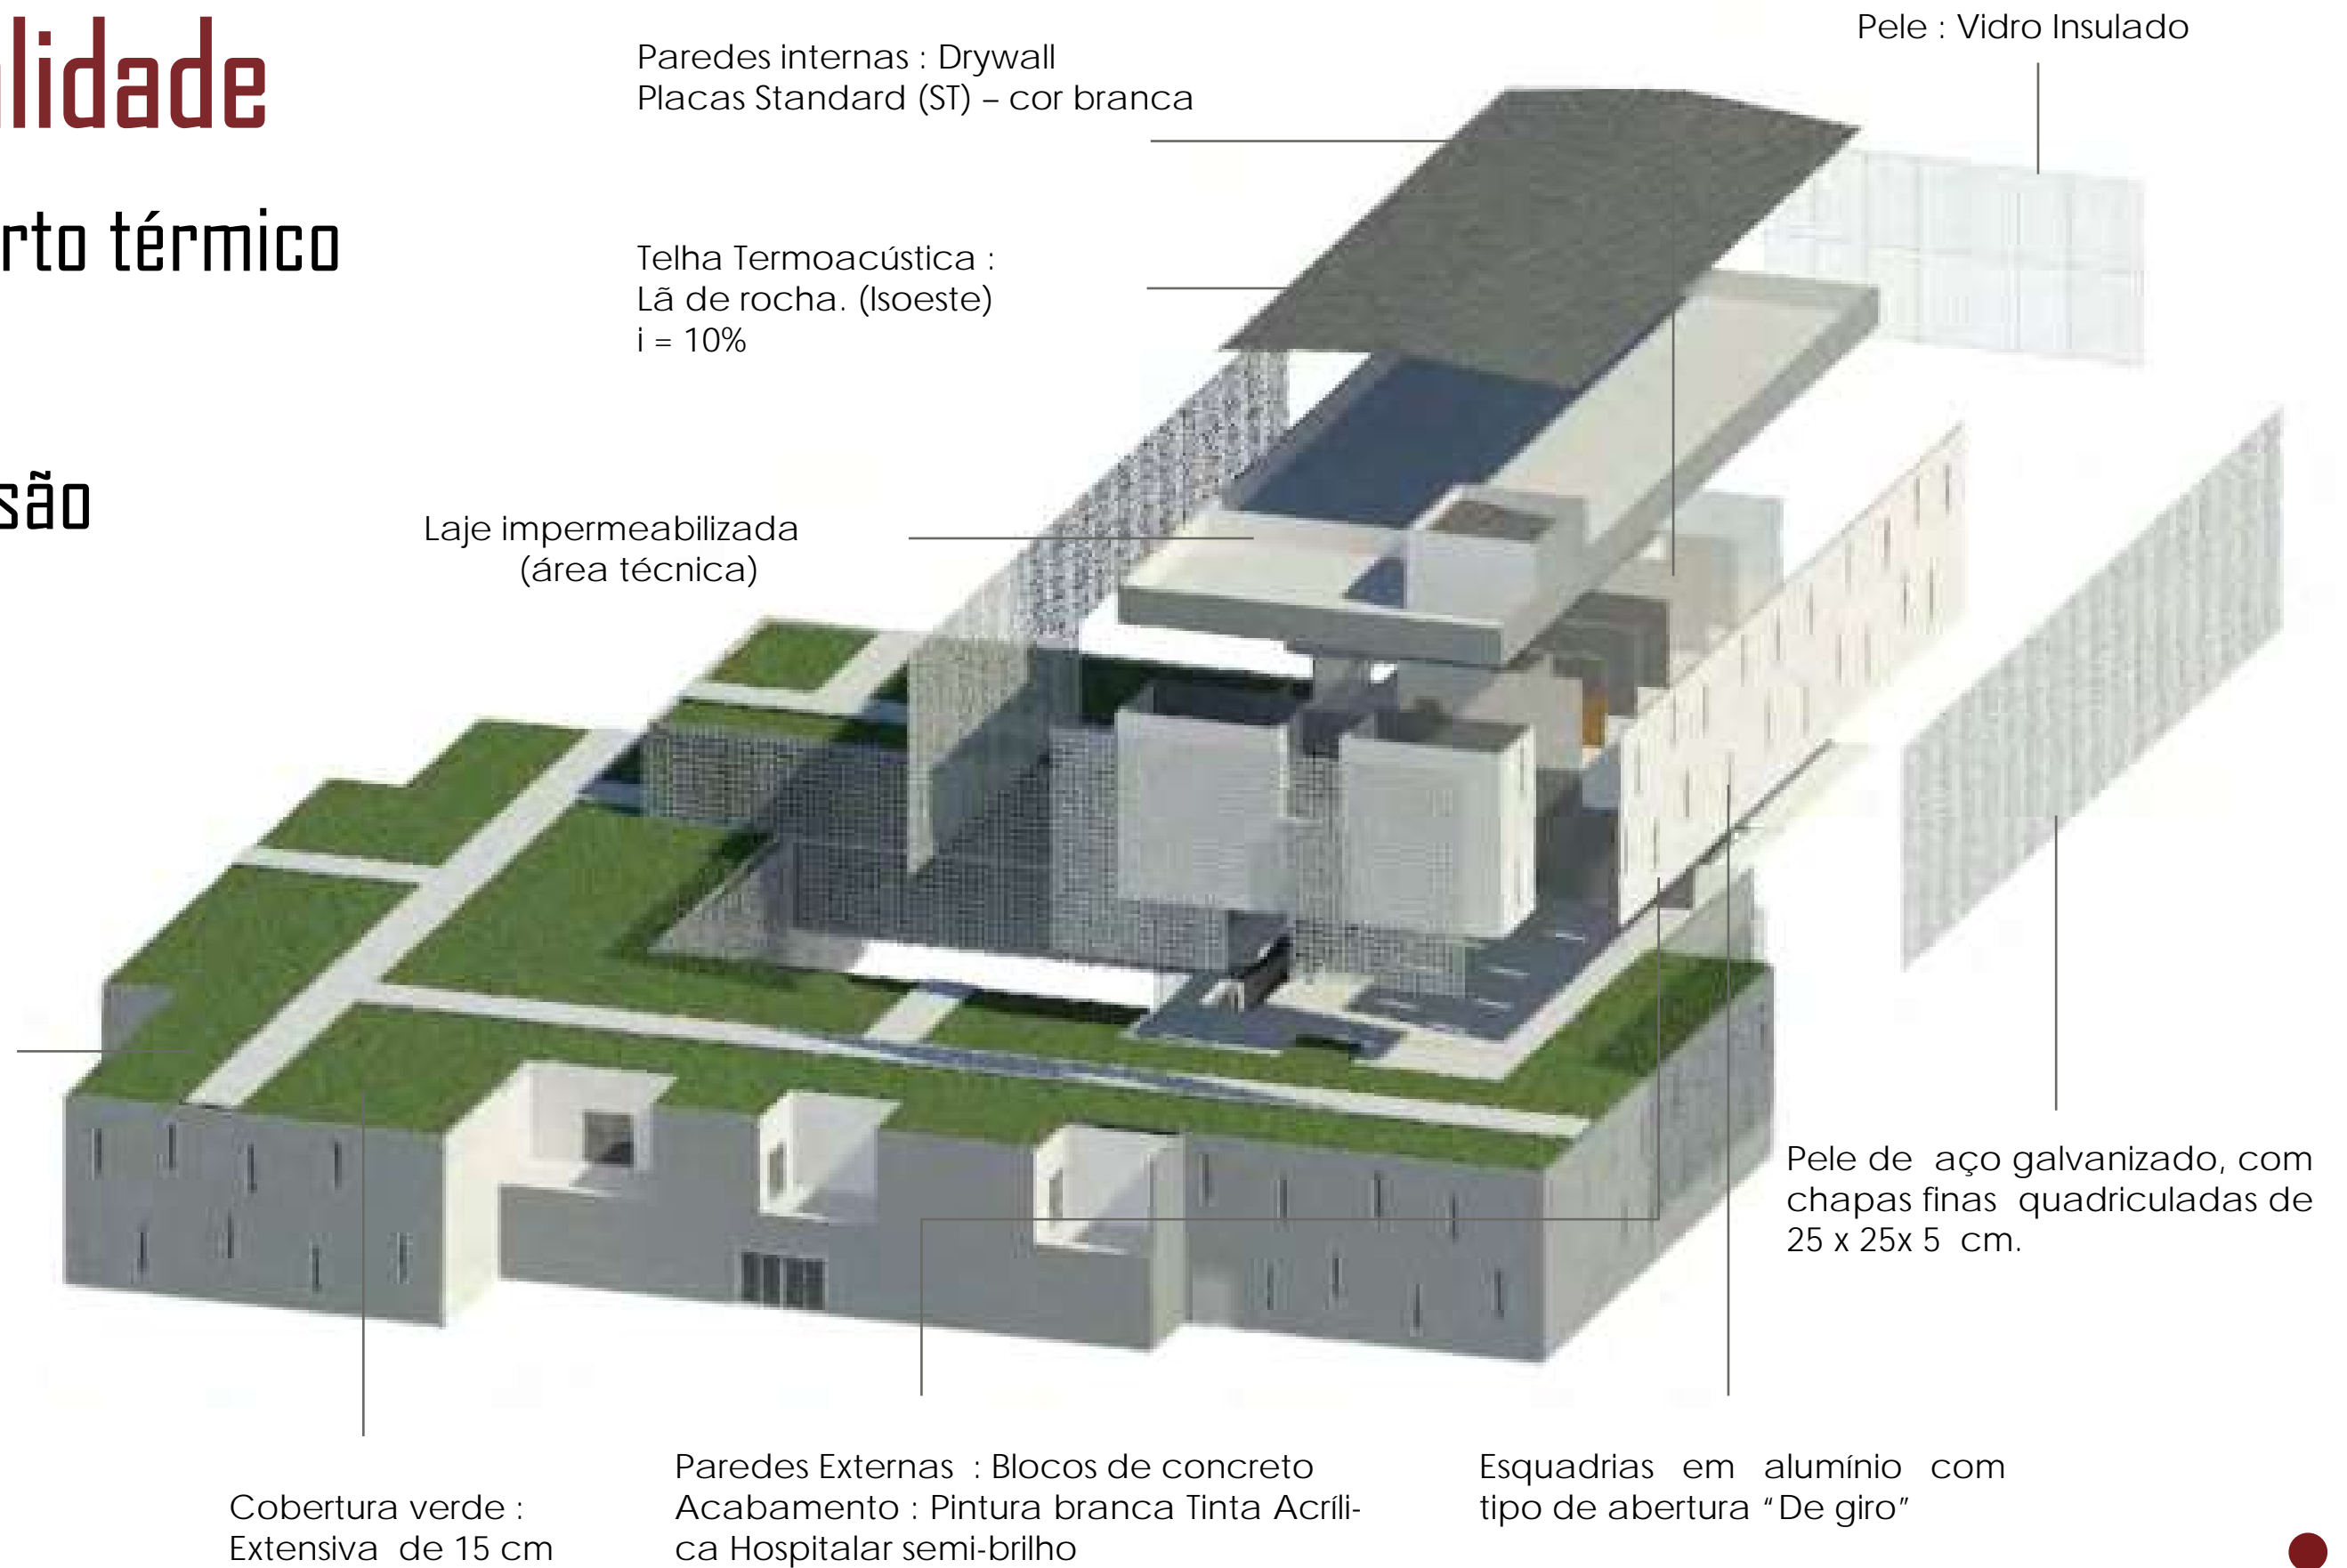 alidade
rto térmico
são
Paredes internas : Drywall
Placas Standard (ST) – cor branca
Pele : Vidro Insulado
Telha Termoacústica :
Lã de rocha. (Isoeste)
i = 10%
Laje impermeabilizada
(área técnica)
Pele de aço galvanizado, com
chapas finas quadriculadas de
25 x 25x 5 cm.
Cobertura verde :
Extensiva de 15 cm
Paredes Externas : Blocos de concreto
Acabamento : Pintura branca Tinta Acríli-
ca Hospitalar semi-brilho
Esquadrias em alumínio com
tipo de abertura “De giro”